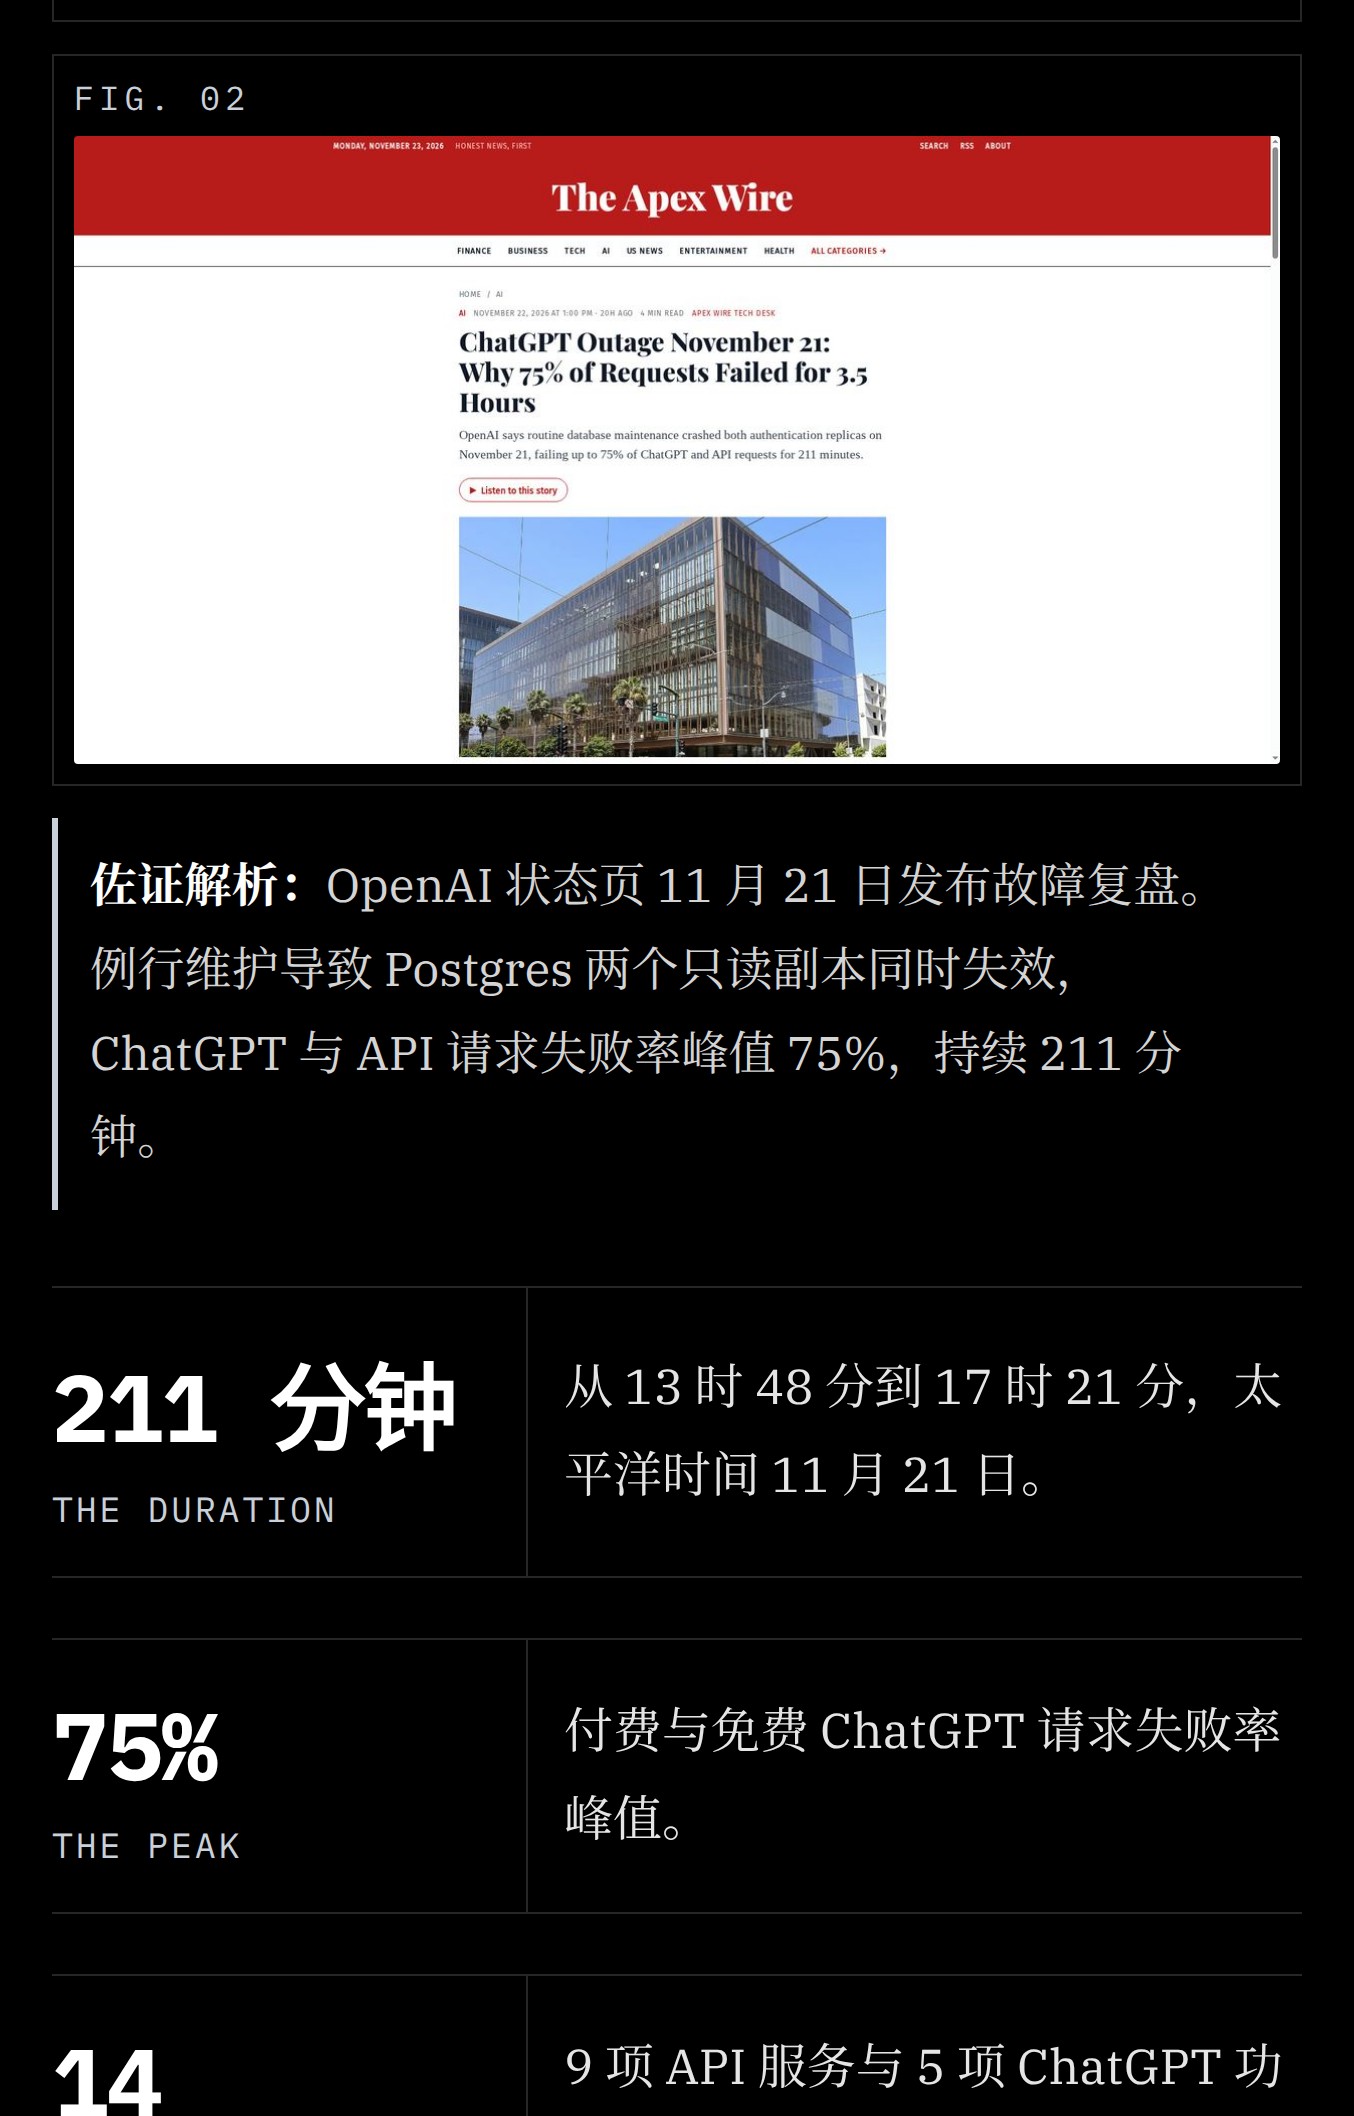 FIG. 02
MONDAY, NOVEMBER 23, 2026 HONEST NEWS, FIRST SEARCH RSS ABOUT
The Apex Wire
FINANCE BUSINESS TECH AI US NEWS ENTERTAINMENT HEALTH ALL CATEGORIES →
HOME / AI
AI NOVEMBER 22, 2026 AT 1:00 PM · 20H AGO 4 MIN READ APEX WIRE TECH DESK
ChatGPT Outage November 21:
Why 75% of Requests Failed for 3.5
Hours
OpenAI says routine database maintenance crashed both authentication replicas on
November 21, failing up to 75% of ChatGPT and API requests for 211 minutes.
▶ Listen to this story
佐证解析：OpenAI 状态页 11 月 21 日发布故障复盘。
例行维护导致 Postgres 两个只读副本同时失效，
ChatGPT 与 API 请求失败率峰值 75%，持续 211 分
钟。
211 分钟
THE DURATION
从 13 时 48 分到 17 时 21 分，太
平洋时间 11 月 21 日。
75%
THE PEAK
付费与免费 ChatGPT 请求失败率
峰值。
14
9 项 API 服务与 5 项 ChatGPT 功